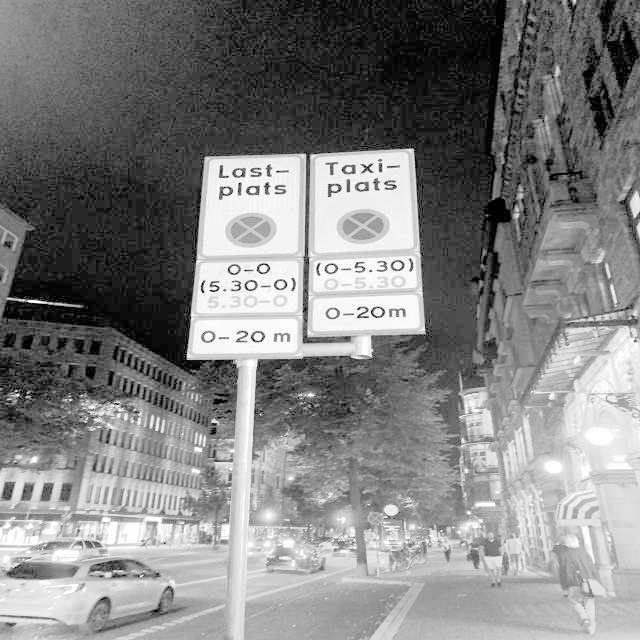 Last-
plats
0-0
(5.30-0)
5.30-0
0-20 m
Taxi-
plats
(0-5.30)
0-5.30
0-20m